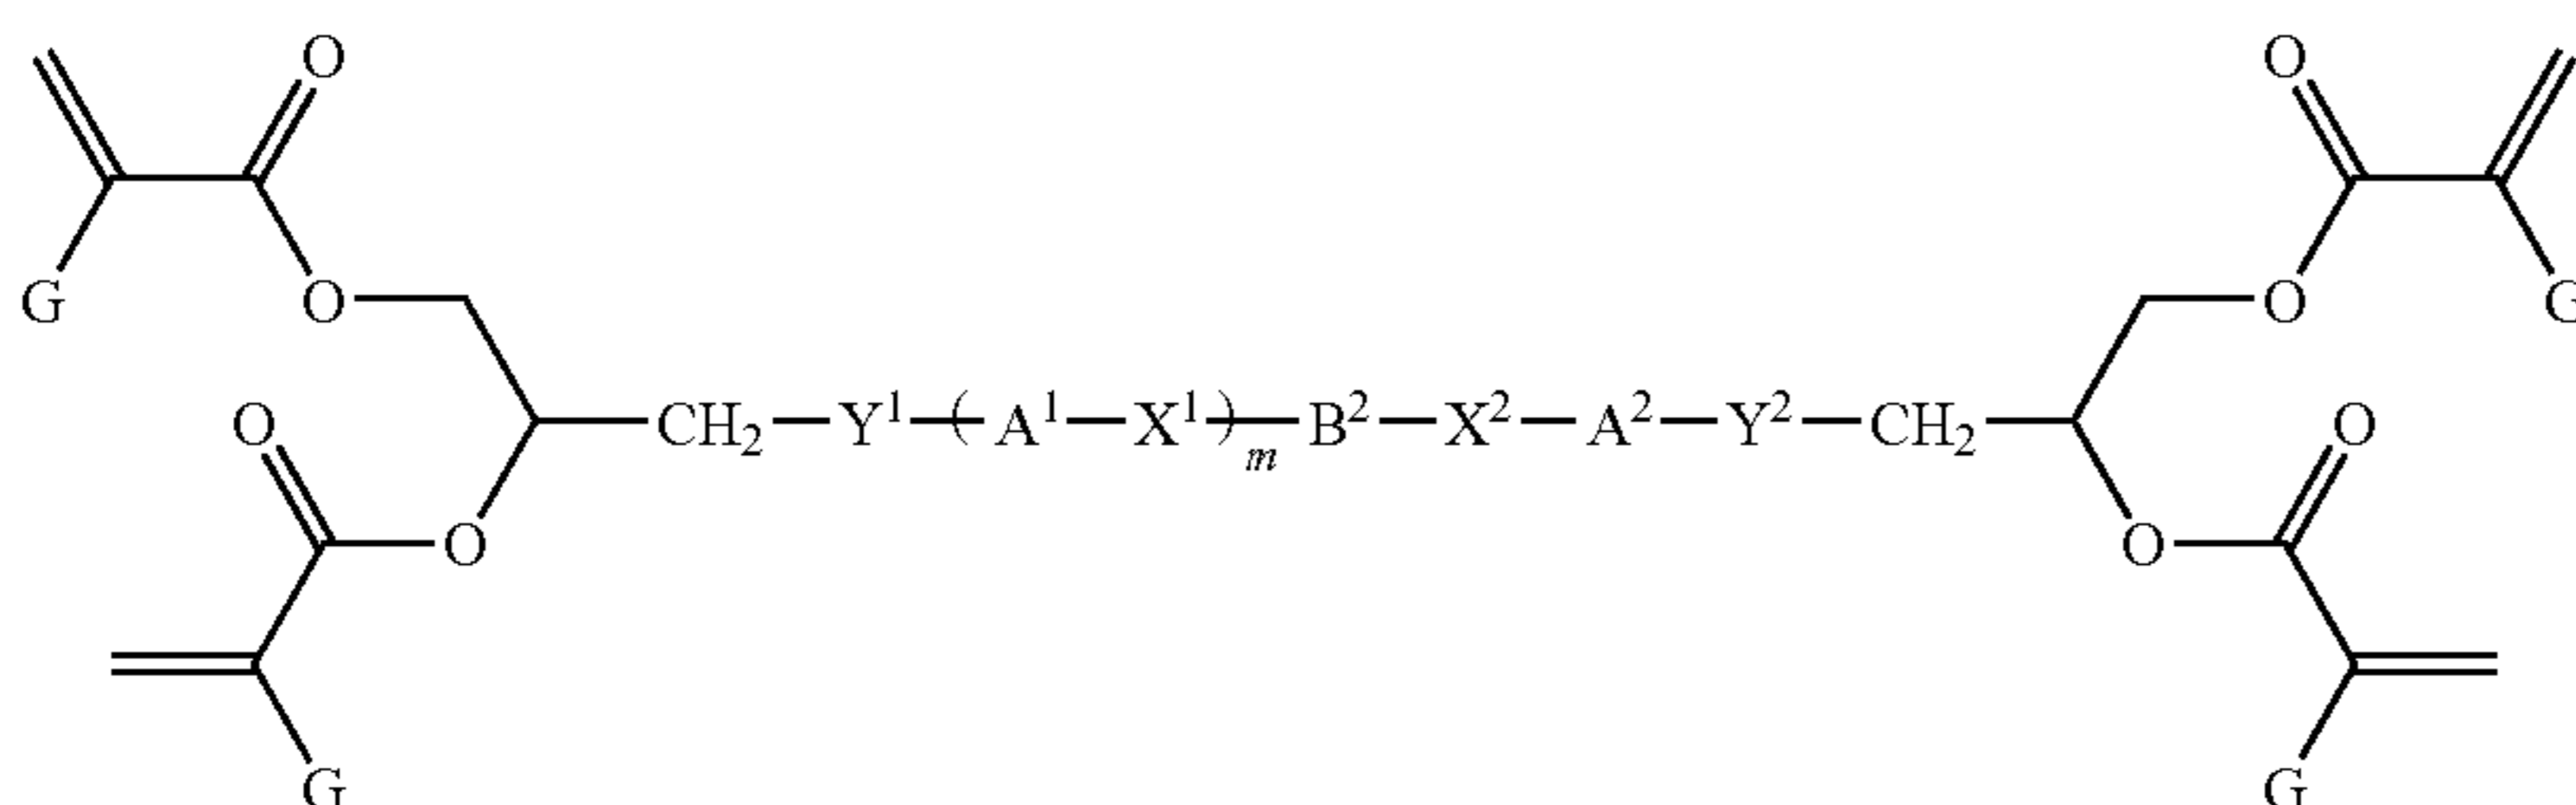 O O
G O O G
O CH₂—Y¹—(A¹—X¹)ₘ—B²—X²—A²—Y²—CH₂ O
O O
G G